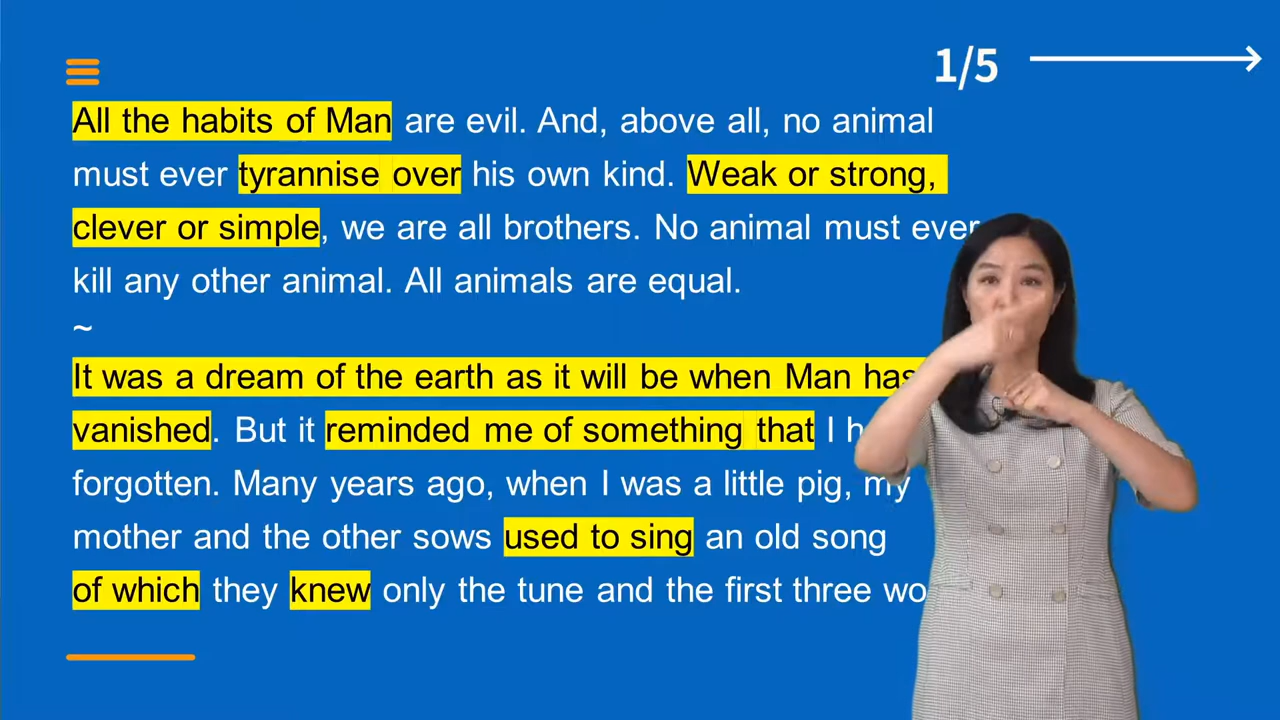 1/5
All the habits of Man are evil. And, above all, no animal
must ever tyrannise over his own kind. Weak or strong,
clever or simple, we are all brothers. No animal must ever
kill any other animal. All animals are equal.
~
It was a dream of the earth as it will be when Man has
vanished. But it reminded me of something that I
forgotten. Many years ago, when I was a little pig, my
mother and the other sows used to sing an old song
of which they knew only the tune and the first three